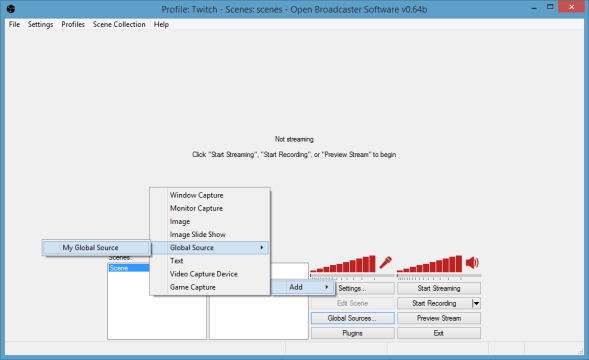 Profile: Twitch - Scenes: scenes - Open Broadcaster Software v0.64b
File Settings Profiles Scene Collection Help
Not streaming
Click "Start Streaming", "Start Recording", or "Preview Stream" to begin
Window Capture
Monitor Capture
Image
Image Slide Show
My Global Source
Global Source
Text
Video Capture Device
Game Capture
Scenes:
Scene
Add
Settings...
Start Streaming
Edit Scene
Start Recording
Global Sources...
Preview Stream
Plugins
Exit